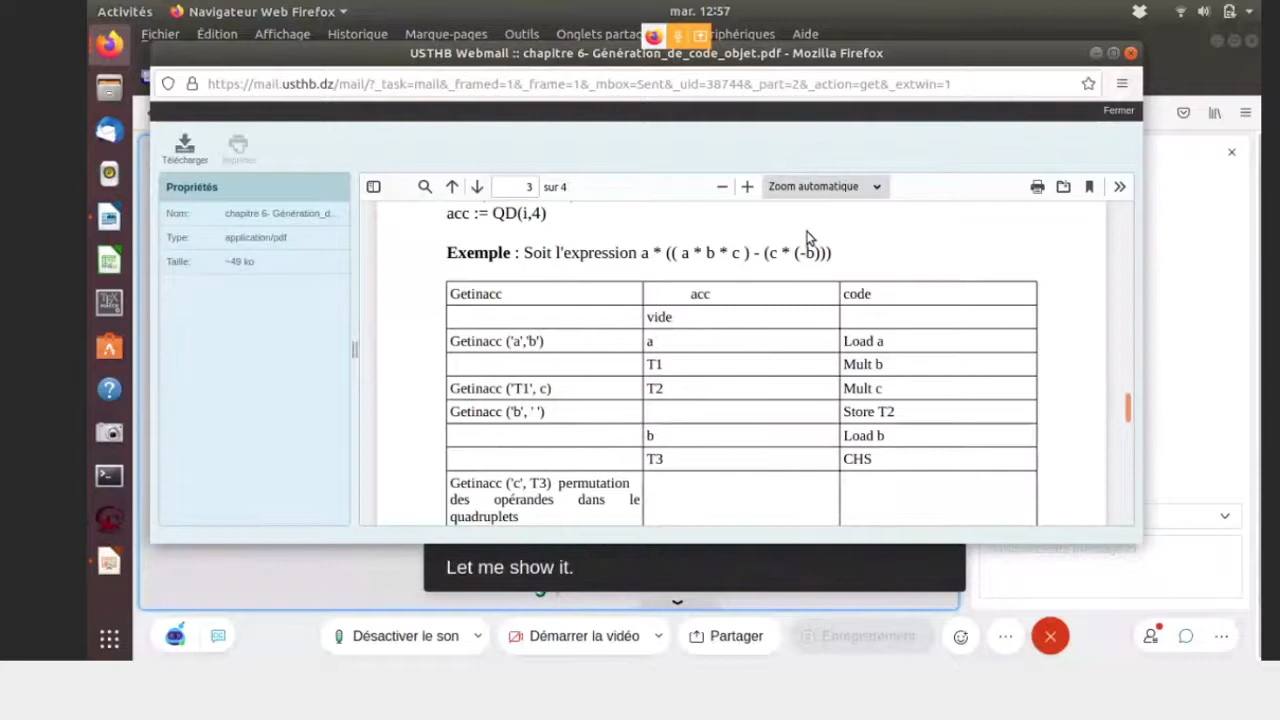 Activités
Navigateur Web Firefox
mar. 12:57
Fichier Édition Affichage Historique Marque-pages Outils Onglets partag riphériques Aide
USTHB Webmail :: chapitre 6- Génération_de_code_objet.pdf - Mozilla Firefox
https://mail.usthb.dz/mail/?_task=mail&_framed=1&_frame=1&_mbox=Sent&_uid=38744&_part=2&_action=get&_extwin=1
Fermer
Télécharger Imprimer
Propriétés
Nom: chapitre 6- Génération_d...
Type: application/pdf
Taille: ~49 ko
3 sur 4
Zoom automatique
acc := QD(i,4)
Exemple : Soit l'expression a * (( a * b * c ) - (c * (-b)))
Getinacc acc code
vide
Getinacc ('a','b') a Load a
T1 Mult b
Getinacc ('T1', c) T2 Mult c
Getinacc ('b', ' ') Store T2
b Load b
T3 CHS
Getinacc ('c', T3) permutation
des opérandes dans le
quadruplets
Let me show it.
Désactiver le son
Démarrer la vidéo
Partager
Enregistrement